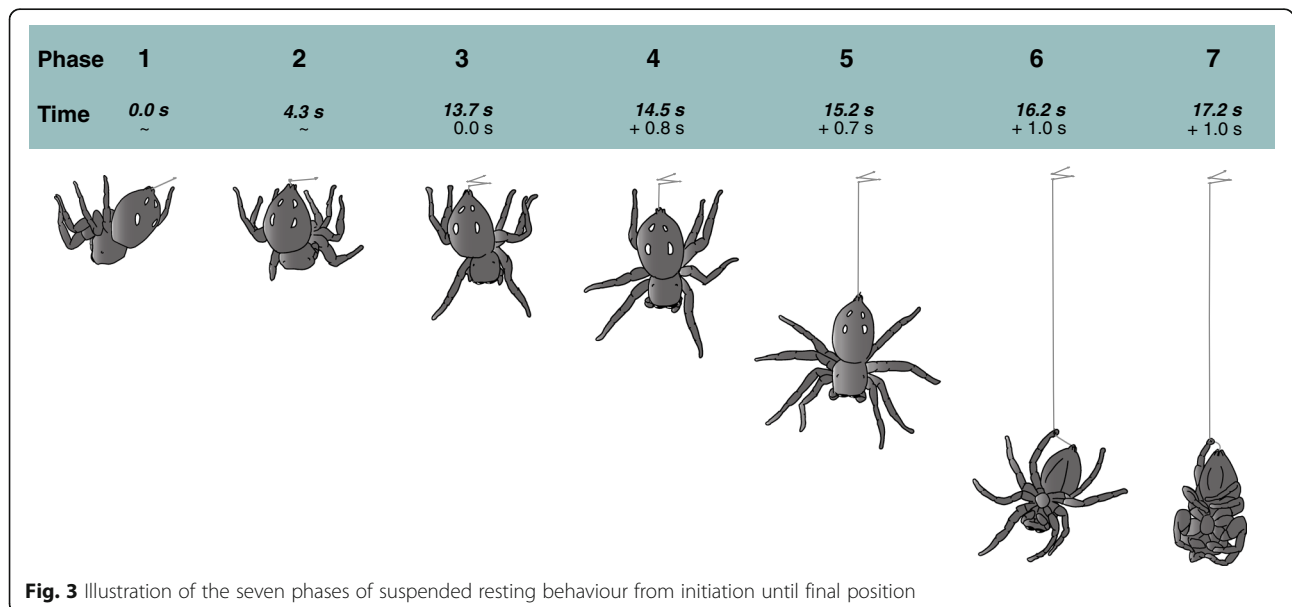 Phase 1 2 3 4 5 6 7
Time 0.0 s 4.3 s 13.7 s 14.5 s 15.2 s 16.2 s 17.2 s
~ ~ 0.0 s + 0.8 s + 0.7 s + 1.0 s + 1.0 s
Fig. 3 Illustration of the seven phases of suspended resting behaviour from initiation until final position